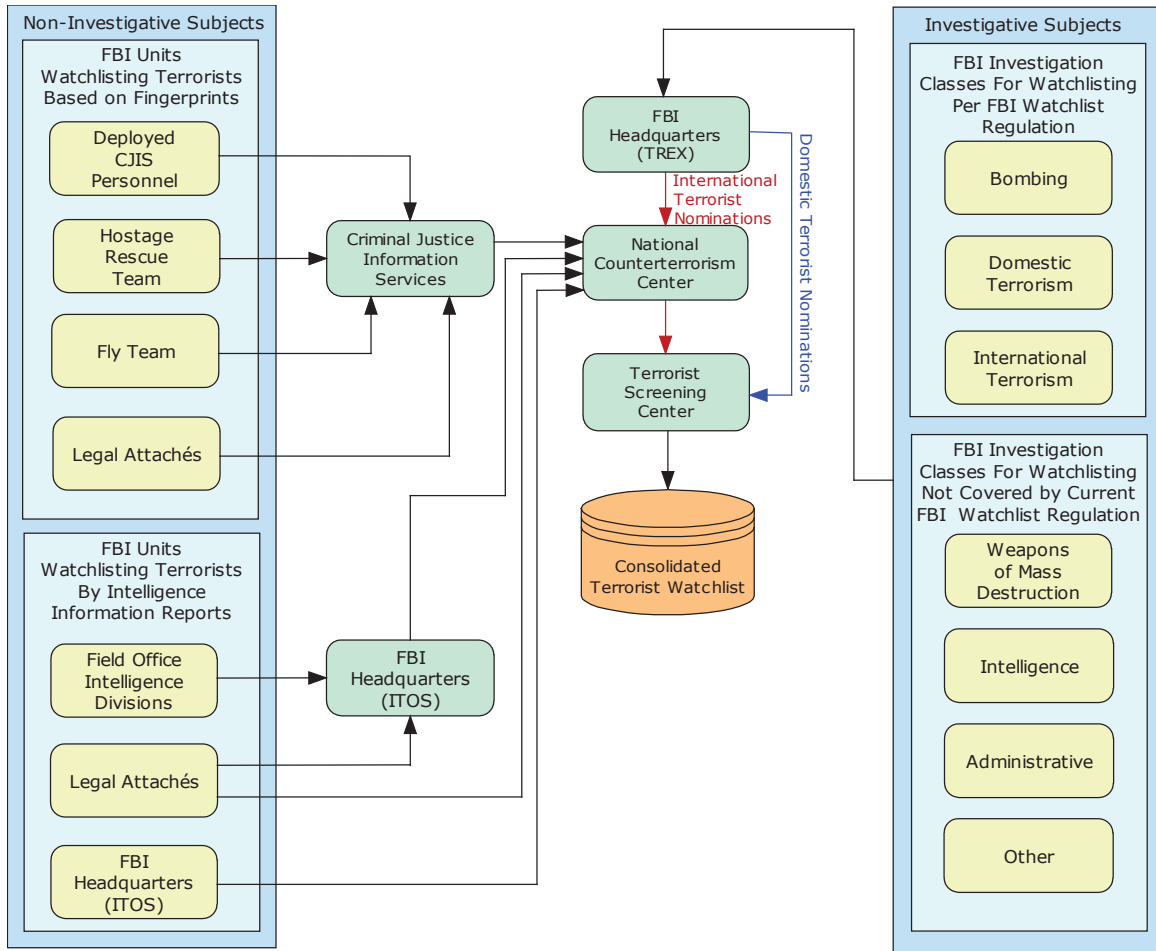 Non-Investigative Subjects
FBI Units
Watchlisting Terrorists
Based on Fingerprints
Deployed
CJIS
Personnel
Hostage
Rescue
Team
Fly Team
Legal Attachés
FBI Units
Watchlisting Terrorists
By Intelligence
Information Reports
Field Office
Intelligence
Divisions
Legal Attachés
FBI
Headquarters
(ITOS)
Criminal Justice
Information
Services
FBI
Headquarters
(ITOS)
FBI
Headquarters
(TREX)
International
Terrorist
Nominations
Domestic Terrorist Nominations
National
Counterterrorism
Center
Terrorist
Screening
Center
Consolidated
Terrorist Watchlist
Investigative Subjects
FBI Investigation
Classes For Watchlisting
Per FBI Watchlist
Regulation
Bombing
Domestic
Terrorism
International
Terrorism
FBI Investigation
Classes For Watchlisting
Not Covered by Current
FBI Watchlist Regulation
Weapons
of Mass
Destruction
Intelligence
Administrative
Other